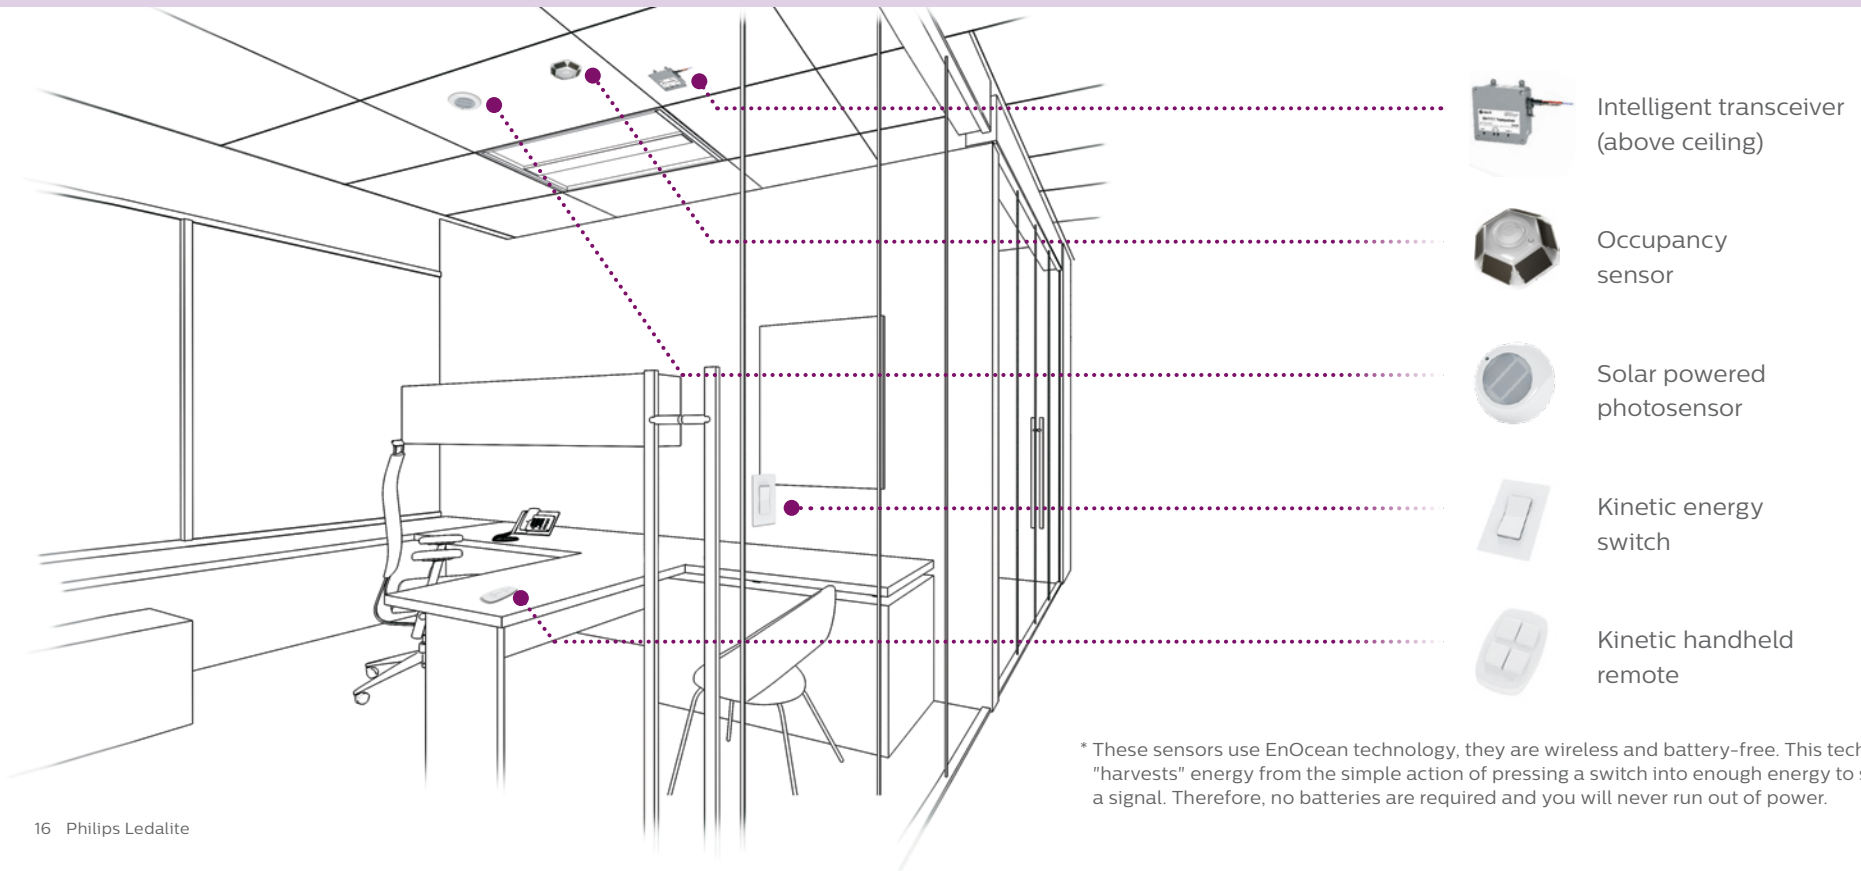 Intelligent transceiver
(above ceiling)
Occupancy
sensor
Solar powered
photosensor
Kinetic energy
switch
Kinetic handheld
remote
* These sensors use EnOcean technology, they are wireless and battery-free. This
"harvests" energy from the simple action of pressing a switch into enough energy to
a signal. Therefore, no batteries are required and you will never run out of power.
16 Philips Ledalite